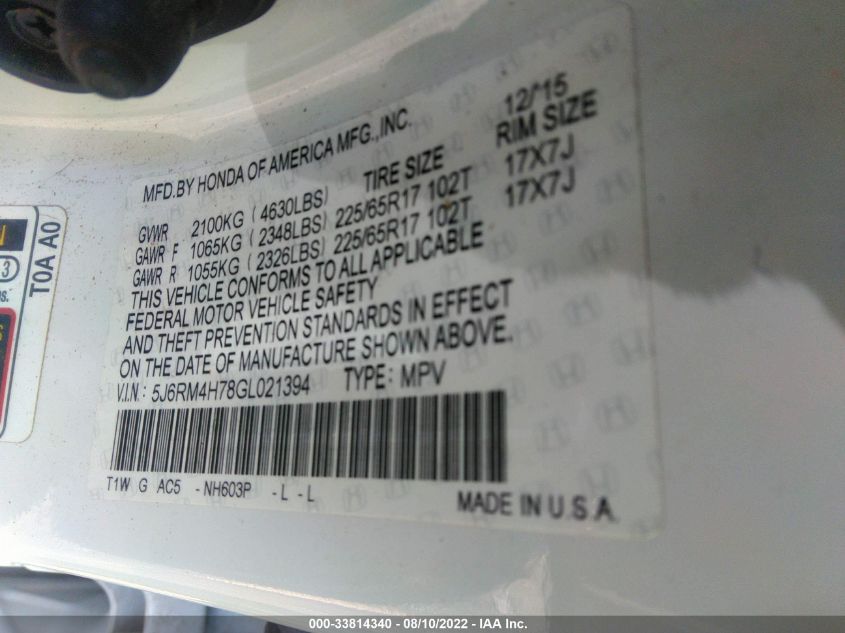 MFD.BY HONDA OF AMERICA MFG.,INC. 12/'15
TIRE SIZE RIM SIZE
GVWR 2100KG (4630LBS)
GAWR F 1065KG (2348LBS) 225/65R17 102T 17X7J
GAWR R 1055KG (2326LBS) 225/65R17 102T 17X7J
THIS VEHICLE CONFORMS TO ALL APPLICABLE
FEDERAL MOTOR VEHICLE SAFETY
AND THEFT PREVENTION STANDARDS IN EFFECT
ON THE DATE OF MANUFACTURE SHOWN ABOVE.
V.I.N.: 5J6RM4H78GL021394 TYPE: MPV
T1W G AC5 -NH603P -L -L
MADE IN U.S.A.
3
T0A A0
000-33814340 - 08/10/2022 - IAA Inc.